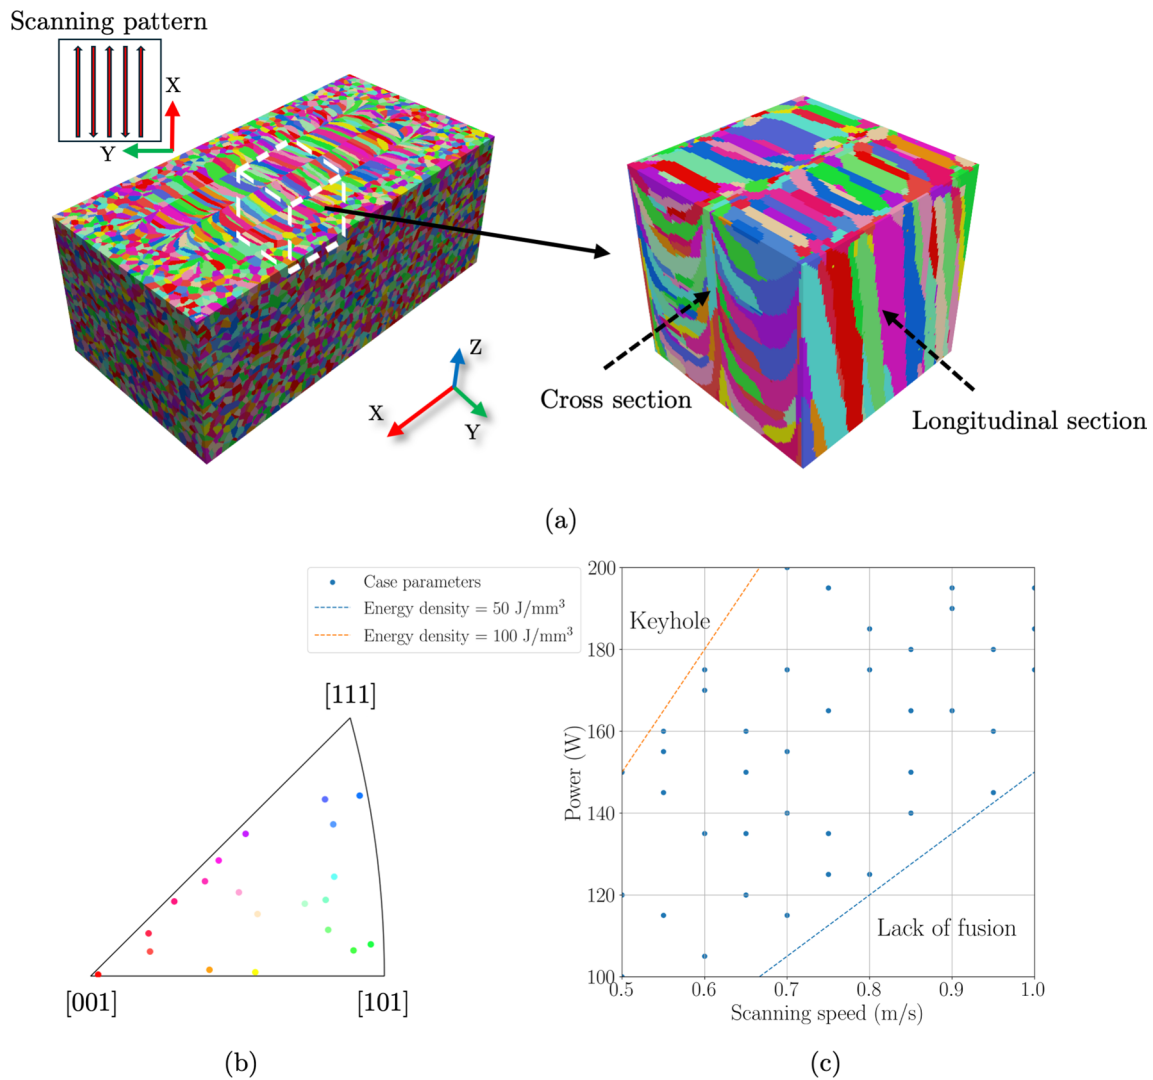 Scanning pattern
X
Y
Z
X
Y
Cross section
Longitudinal section
(a)
Case parameters
Energy density = 50 J/mm³
Energy density = 100 J/mm³
[111]
[001]
[101]
(b)
200
180
160
140
120
100
Power (W)
Keyhole
Lack of fusion
0.5
0.6
0.7
0.8
0.9
1.0
Scanning speed (m/s)
(c)